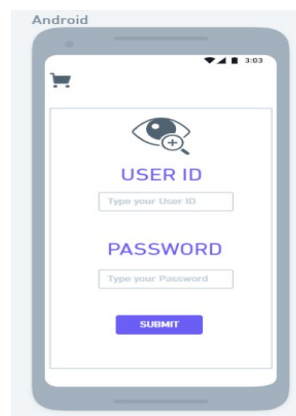 Android
3:03
USER ID
Type your User ID
PASSWORD
Type your Password
SUBMIT